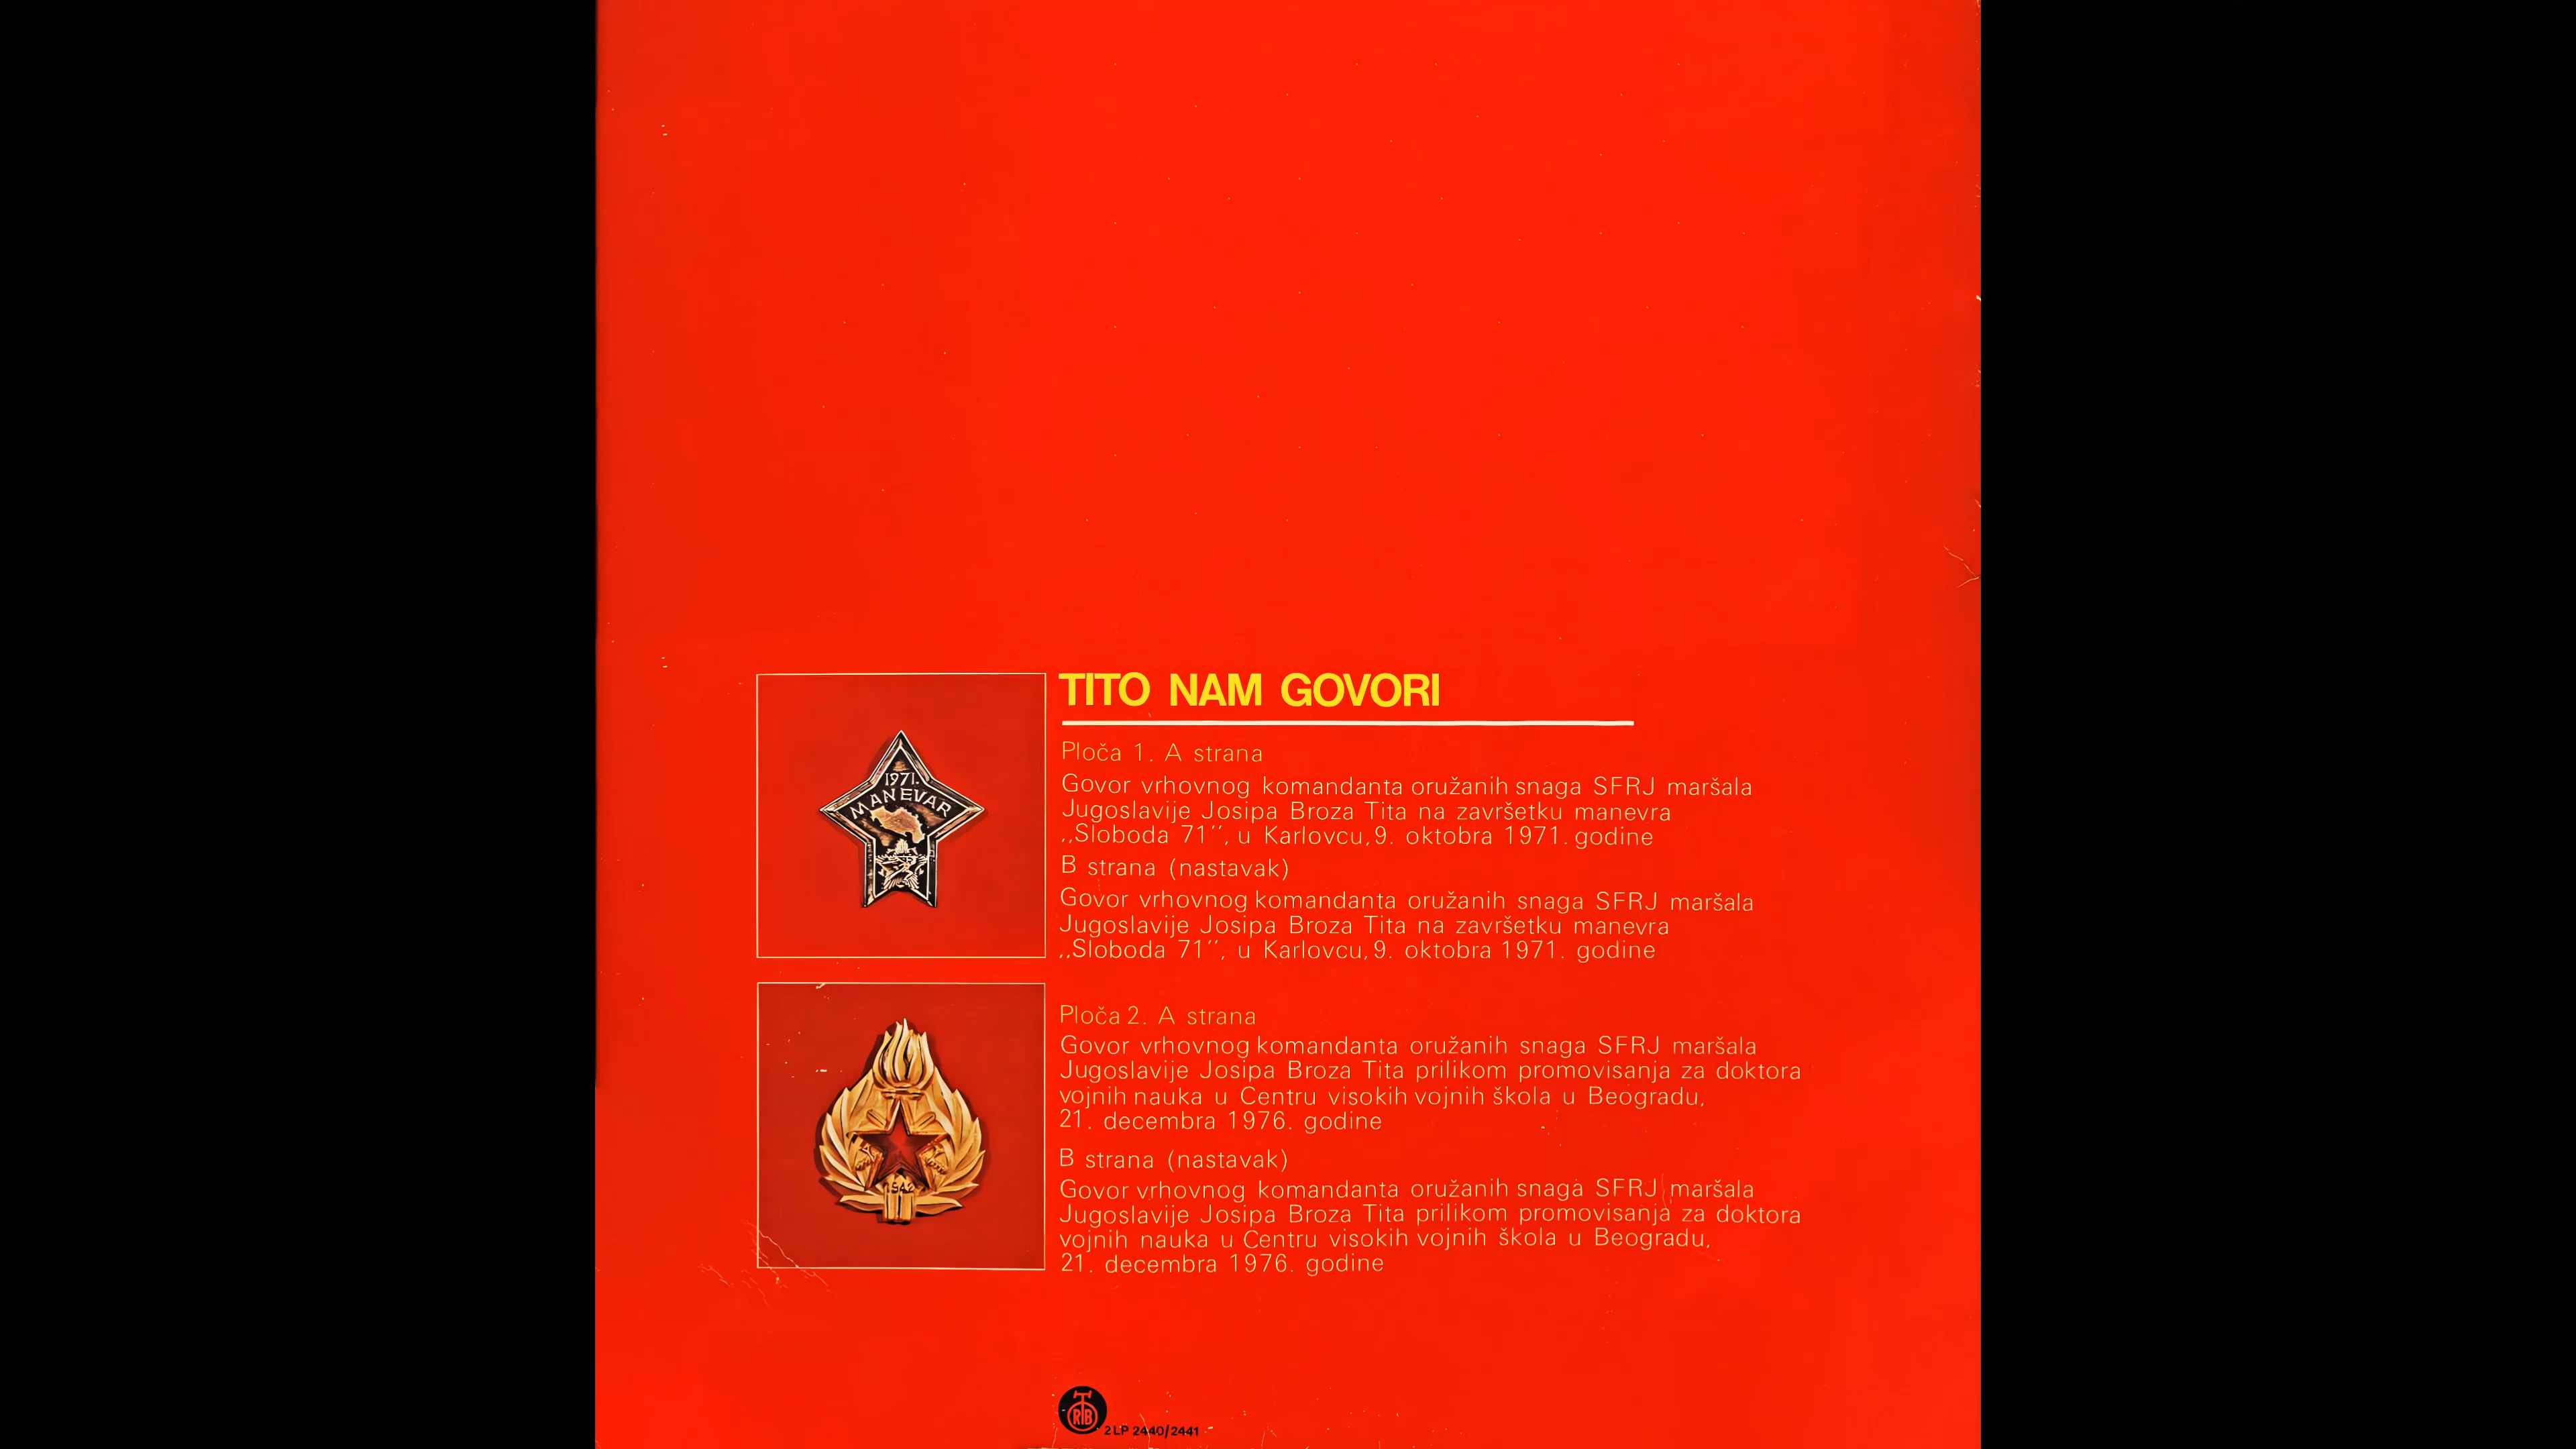 TITO NAM GOVORI
Ploča 1. A strana
Govor vrhovnog komandanta oružanih snaga SFRJ maršala
Jugoslavije Josipa Broza Tita na završetku manevra
,,Sloboda 71’’, u Karlovcu, 9. oktobra 1971. godine
B strana (nastavak)
Govor vrhovnog komandanta oružanih snaga SFRJ maršala
Jugoslavije Josipa Broza Tita na završetku manevra
,,Sloboda 71’’, u Karlovcu, 9. oktobra 1971. godine
1971.
MANEVAR
Ploča 2. A strana
Govor vrhovnog komandanta oružanih snaga SFRJ maršala
Jugoslavije Josipa Broza Tita prilikom promovisanja za doktora
vojnih nauka u Centru visokih vojnih škola u Beogradu,
21. decembra 1976. godine
B strana (nastavak)
Govor vrhovnog komandanta oružanih snaga SFRJ maršala
Jugoslavije Josipa Broza Tita prilikom promovisanja za doktora
vojnih nauka u Centru visokih vojnih škola u Beogradu,
21. decembra 1976. godine
1942
RTB
2 LP 2440/2441